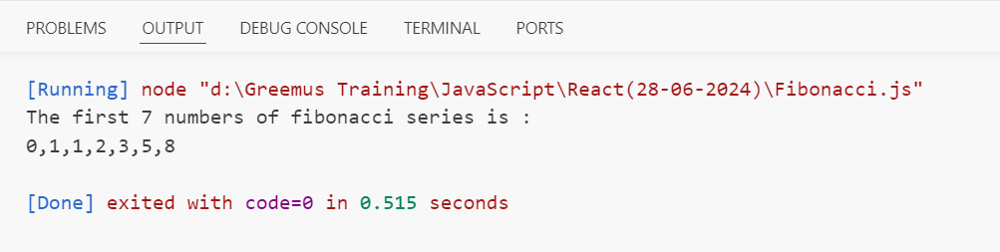 PROBLEMS OUTPUT DEBUG CONSOLE TERMINAL PORTS
[Running] node "d:\Greemus Training\JavaScript\React(28-06-2024)\Fibonacci.js"
The first 7 numbers of fibonacci series is :
0,1,1,2,3,5,8
[Done] exited with code=0 in 0.515 seconds